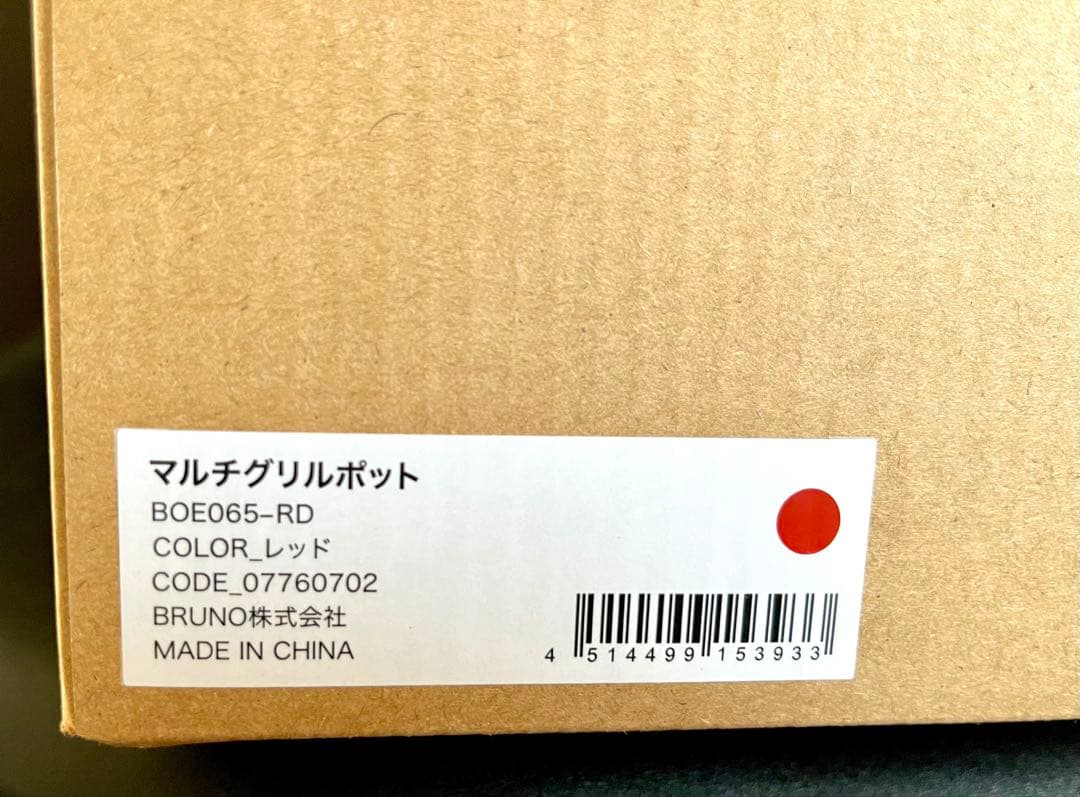 マルチグリルポット
BOE065-RD
COLOR_レッド
CODE_07760702
BRUNO株式会社
MADE IN CHINA
4 514499 153933